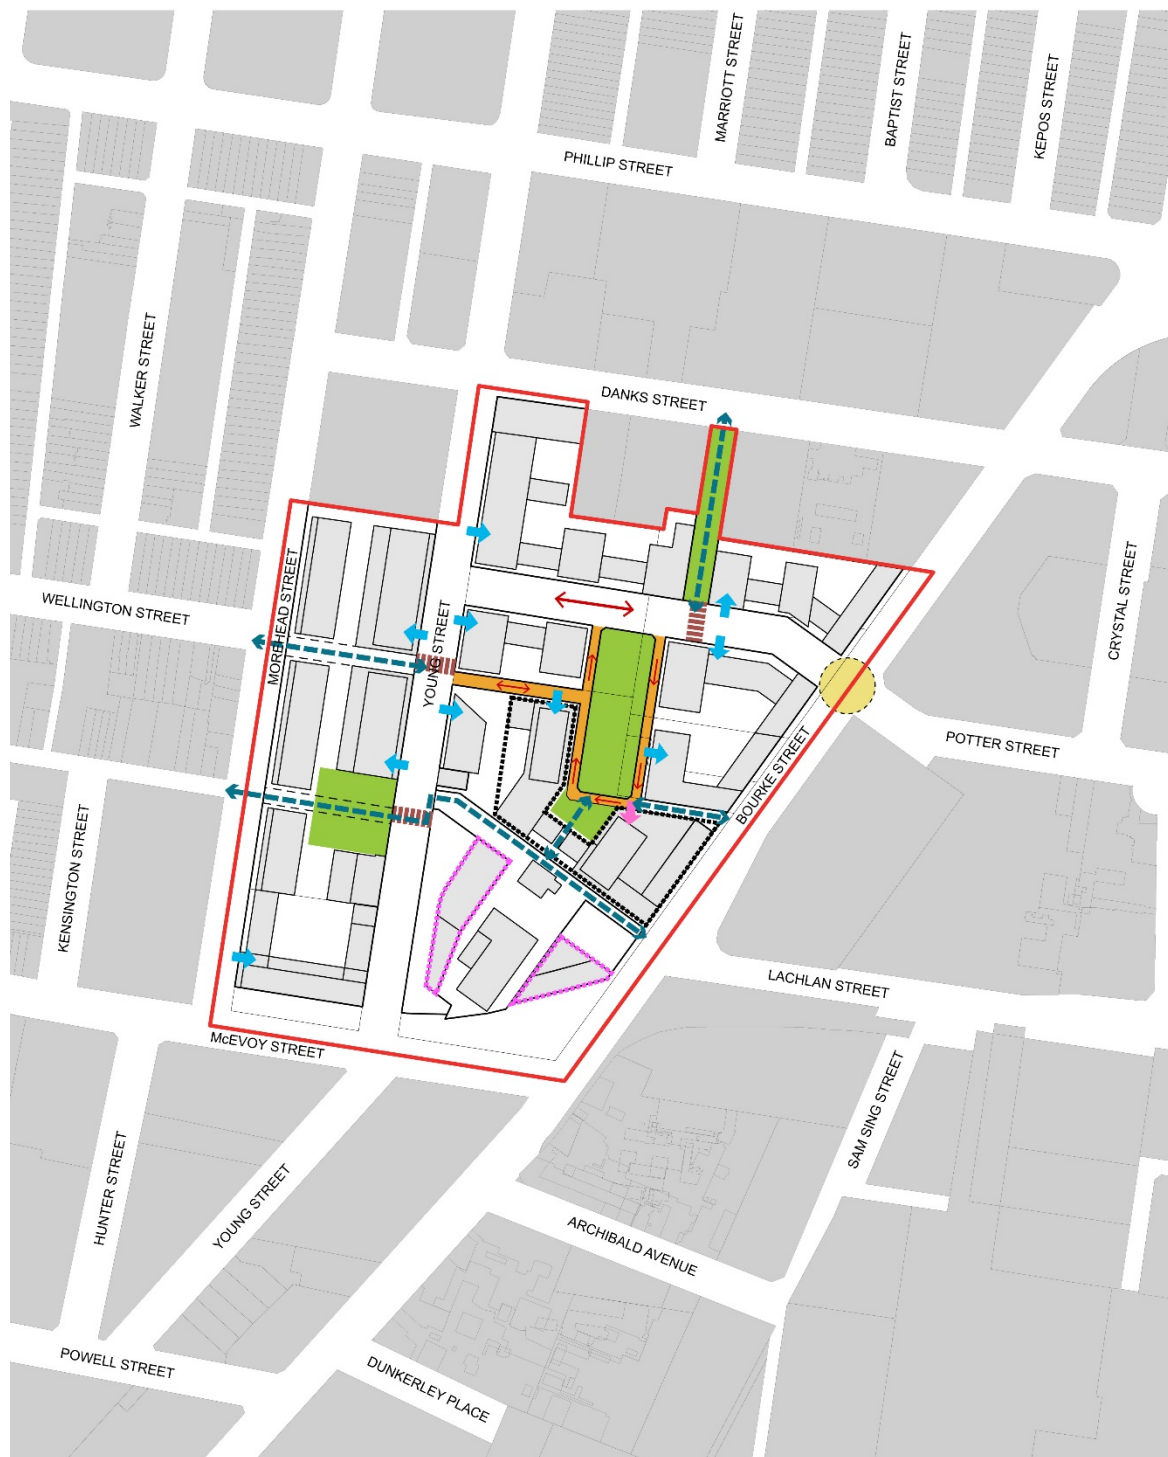 MARRIOTT STREET
BAPTIST STREET
KEPOS STREET
PHILLIP STREET
WALKER STREET
DANKS STREET
WELLINGTON STREET
MOREHEAD STREET
YOUNG STREET
CRYSTAL STREET
POTTER STREET
BOURKE STREET
KENSINGTON STREET
LACHLAN STREET
McEVOY STREET
SAM SING STREET
HUNTER STREET
YOUNG STREET
ARCHIBALD AVENUE
POWELL STREET
DUNKERLEY PLACE